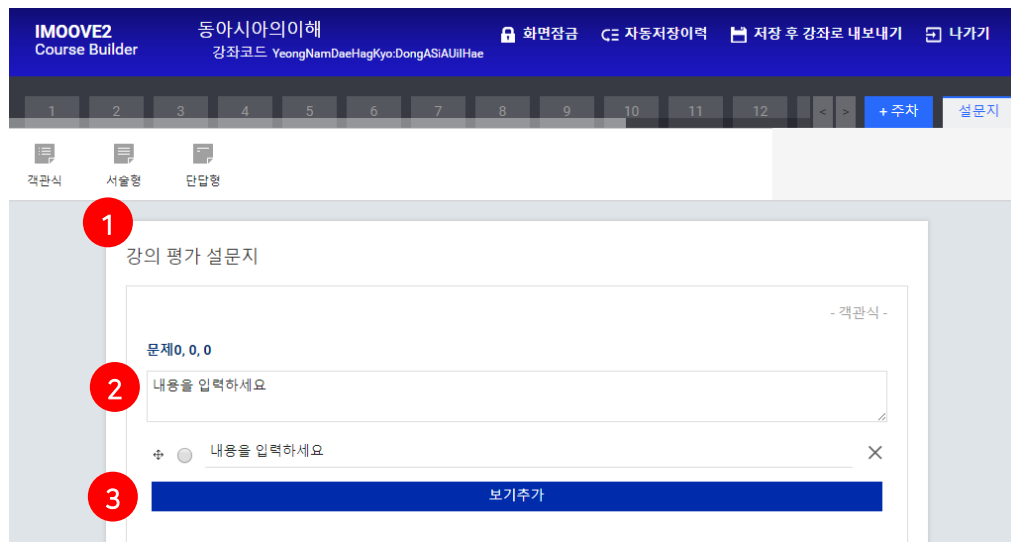 IMOOVE2
Course Builder
동아시아의이해
강좌코드 YeongNamDaeHagKyo:DongASiAUiIHae
화면잠금
자동저장이력
저장 후 강좌로 내보내기
나가기
1 2 3 4 5 6 7 8 9 10 11 12 < > + 주차 설문지
객관식 서술형 단답형
1
강의 평가 설문지
- 객관식 -
문제0, 0, 0
2
내용을 입력하세요
내용을 입력하세요
3
보기추가